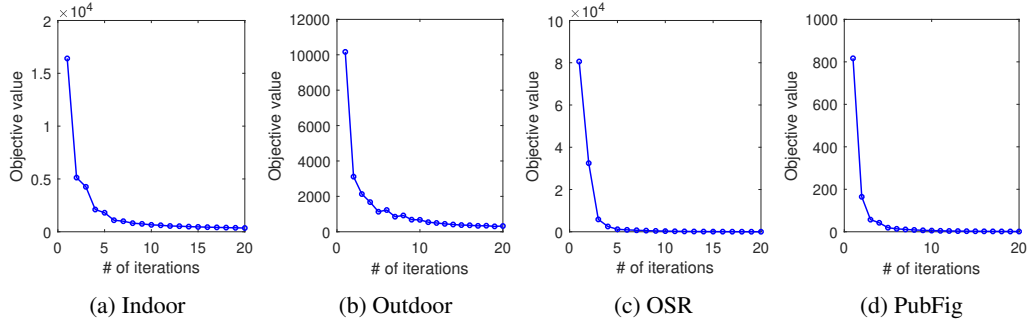 ×10⁴
2
1.5
1
0.5
0
Objective value
0 5 10 15 20
# of iterations
(a) Indoor
12000
10000
8000
6000
4000
2000
0
Objective value
0 10 20
# of iterations
(b) Outdoor
×10⁴
10
8
6
4
2
0
Objective value
0 5 10 15 20
# of iterations
(c) OSR
1000
800
600
400
200
0
Objective value
0 10 20
# of iterations
(d) PubFig